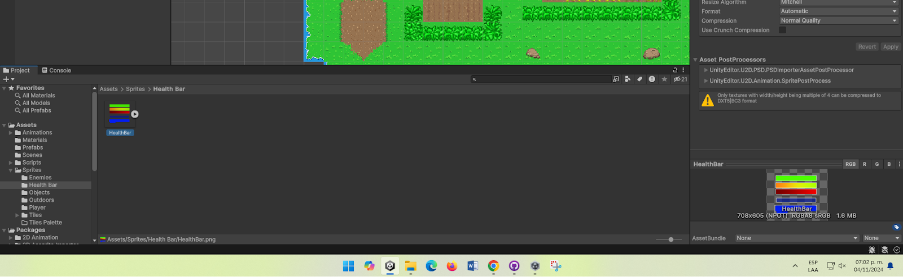 Resize Algorithm Mitchell
Format Automatic
Compression Normal Quality
Use Crunch Compression
Revert Apply
Asset PostProcessors
UnityEditor.U2D.PSD.PSDImporterAssetPostProcessor
UnityEditor.U2D.Animation.SpritePostProcess
Only textures with width/height being multiple of 4 can be compressed to DXT5|BC3 format
Project Console
21
Favorites
All Materials
All Models
All Prefabs
Assets
Animations
Materials
Prefabs
Scenes
Scripts
Sprites
Enemies
Health Bar
Objects
Outdoors
Player
Tiles
Tiles Palette
Packages
2D Animation
Assets > Sprites > Health Bar
HealthBar
Assets/Sprites/Health Bar/HealthBar.png
HealthBar RGB R G B
HealthBar
708x905 (NPOT) RGBA8 sRGB 1.6 MB
AssetBundle None None
ESP
LAA
07:02 p. m.
04/11/2024